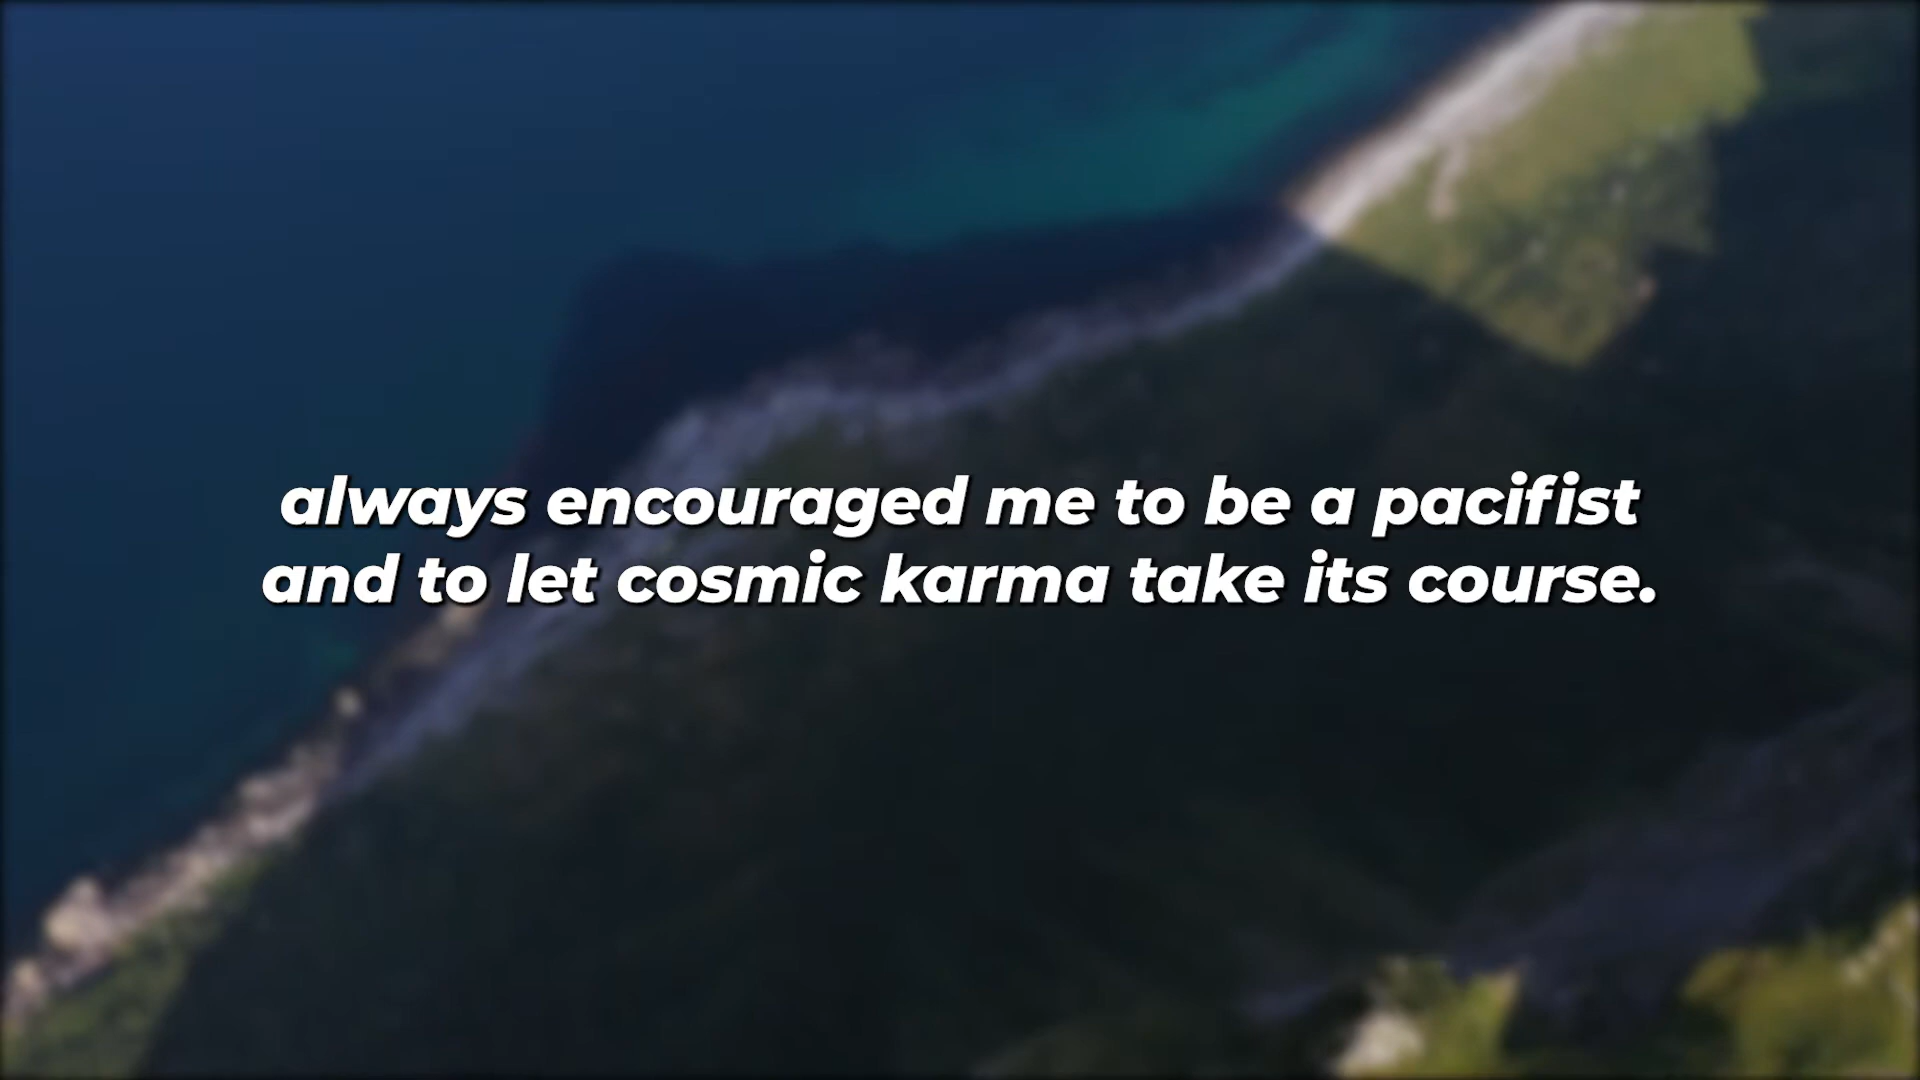 always encouraged me to be a pacifist
and to let cosmic karma take its course.